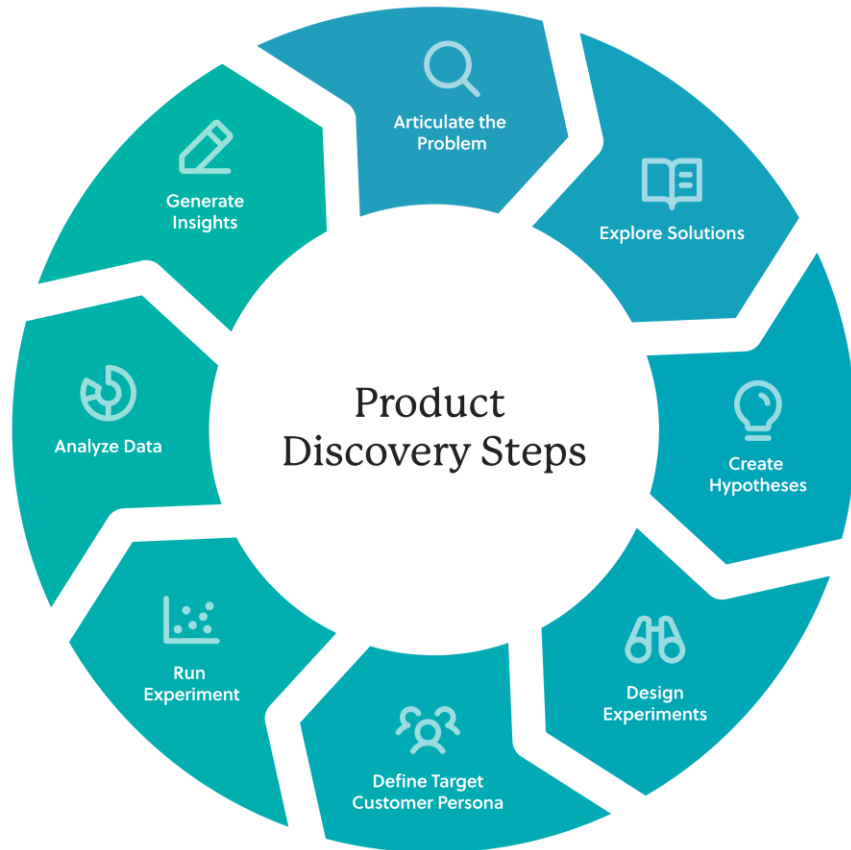 Product
Discovery Steps
Articulate the
Problem
Explore Solutions
Create
Hypotheses
Design
Experiments
Define Target
Customer Persona
Run
Experiment
Analyze Data
Generate
Insights